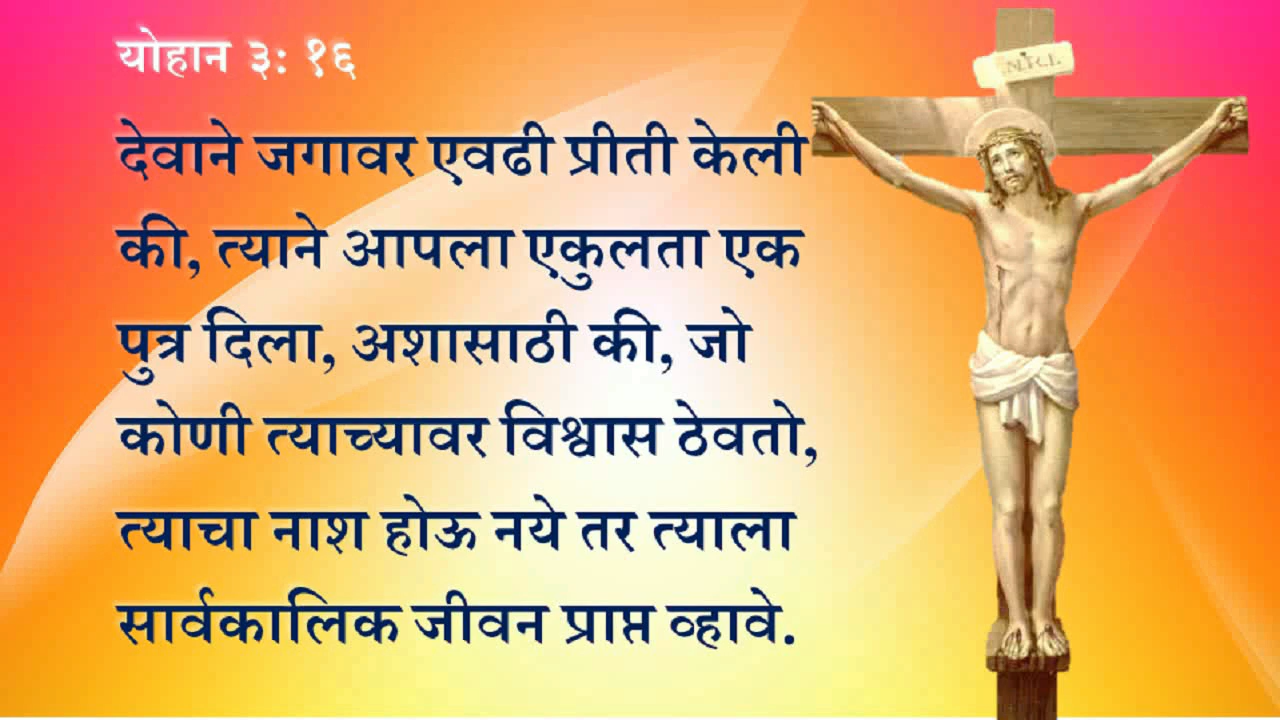 योहान ३: १६
देवाने जगावर एवढी प्रीती केली
की, त्याने आपला एकुलता एक
पुत्र दिला, अशासाठी की, जो
कोणी त्याच्यावर विश्वास ठेवतो,
त्याचा नाश होऊ नये तर त्याला
सार्वकालिक जीवन प्राप्त व्हावे.